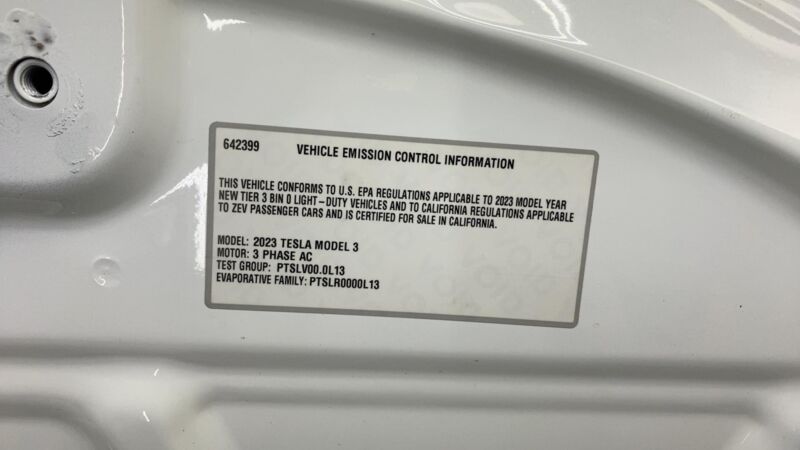 642399 VEHICLE EMISSION CONTROL INFORMATION
THIS VEHICLE CONFORMS TO U.S. EPA REGULATIONS APPLICABLE TO 2023 MODEL YEAR
NEW TIER 3 BIN 0 LIGHT-DUTY VEHICLES AND TO CALIFORNIA REGULATIONS APPLICABLE
TO ZEV PASSENGER CARS AND IS CERTIFIED FOR SALE IN CALIFORNIA.
MODEL: 2023 TESLA MODEL 3
MOTOR: 3 PHASE AC
TEST GROUP: PTSLV00.0L13
EVAPORATIVE FAMILY: PTSLR0000L13